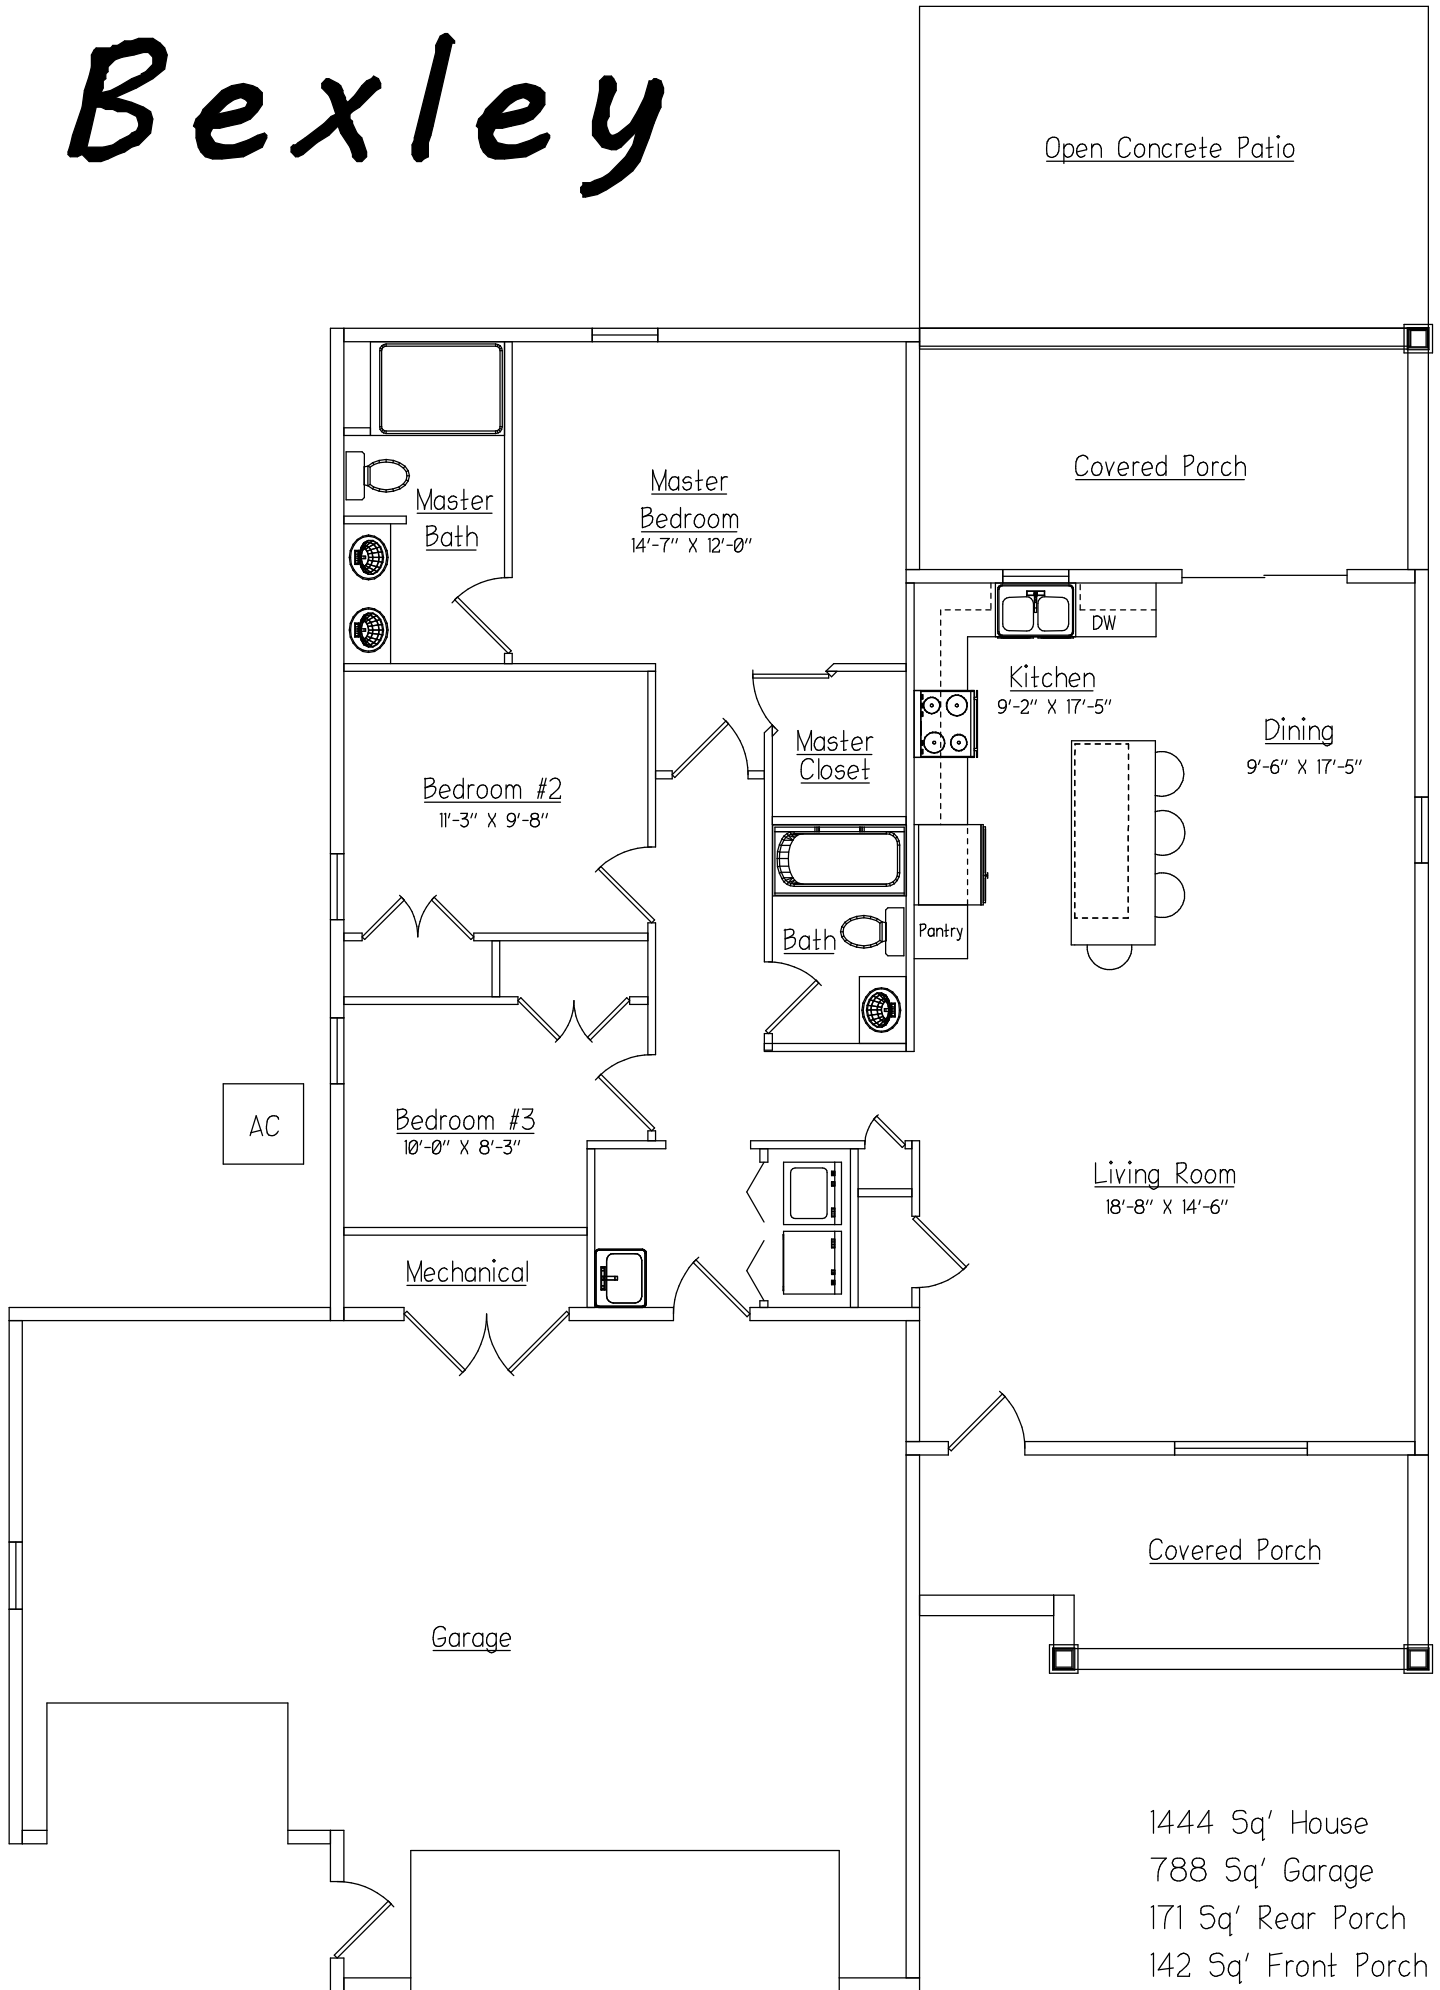 Bexley
Open Concrete Patio
Covered Porch
Master
Bath
Master
Bedroom
14'-7" X 12'-0"
DW
Kitchen
9'-2" X 17'-5"
Dining
9'-6" X 17'-5"
Master
Closet
Bedroom #2
11'-3" X 9'-8"
Bath
Pantry
AC
Bedroom #3
10'-0" X 8'-3"
Living Room
18'-8" X 14'-6"
Mechanical
Covered Porch
Garage
1444 Sq' House
788 Sq' Garage
171 Sq' Rear Porch
142 Sq' Front Porch